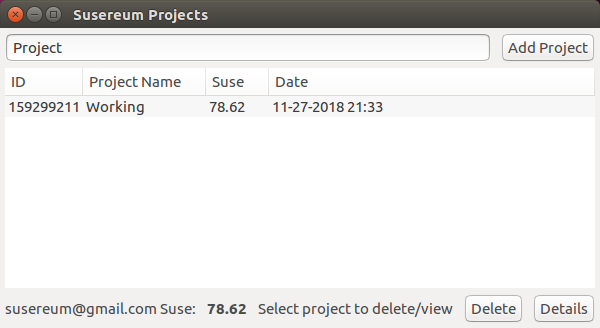 Susereum Projects
Project Add Project
ID Project Name Suse Date
159299211 Working 78.62 11-27-2018 21:33
susereum@gmail.com Suse: 78.62 Select project to delete/view Delete Details